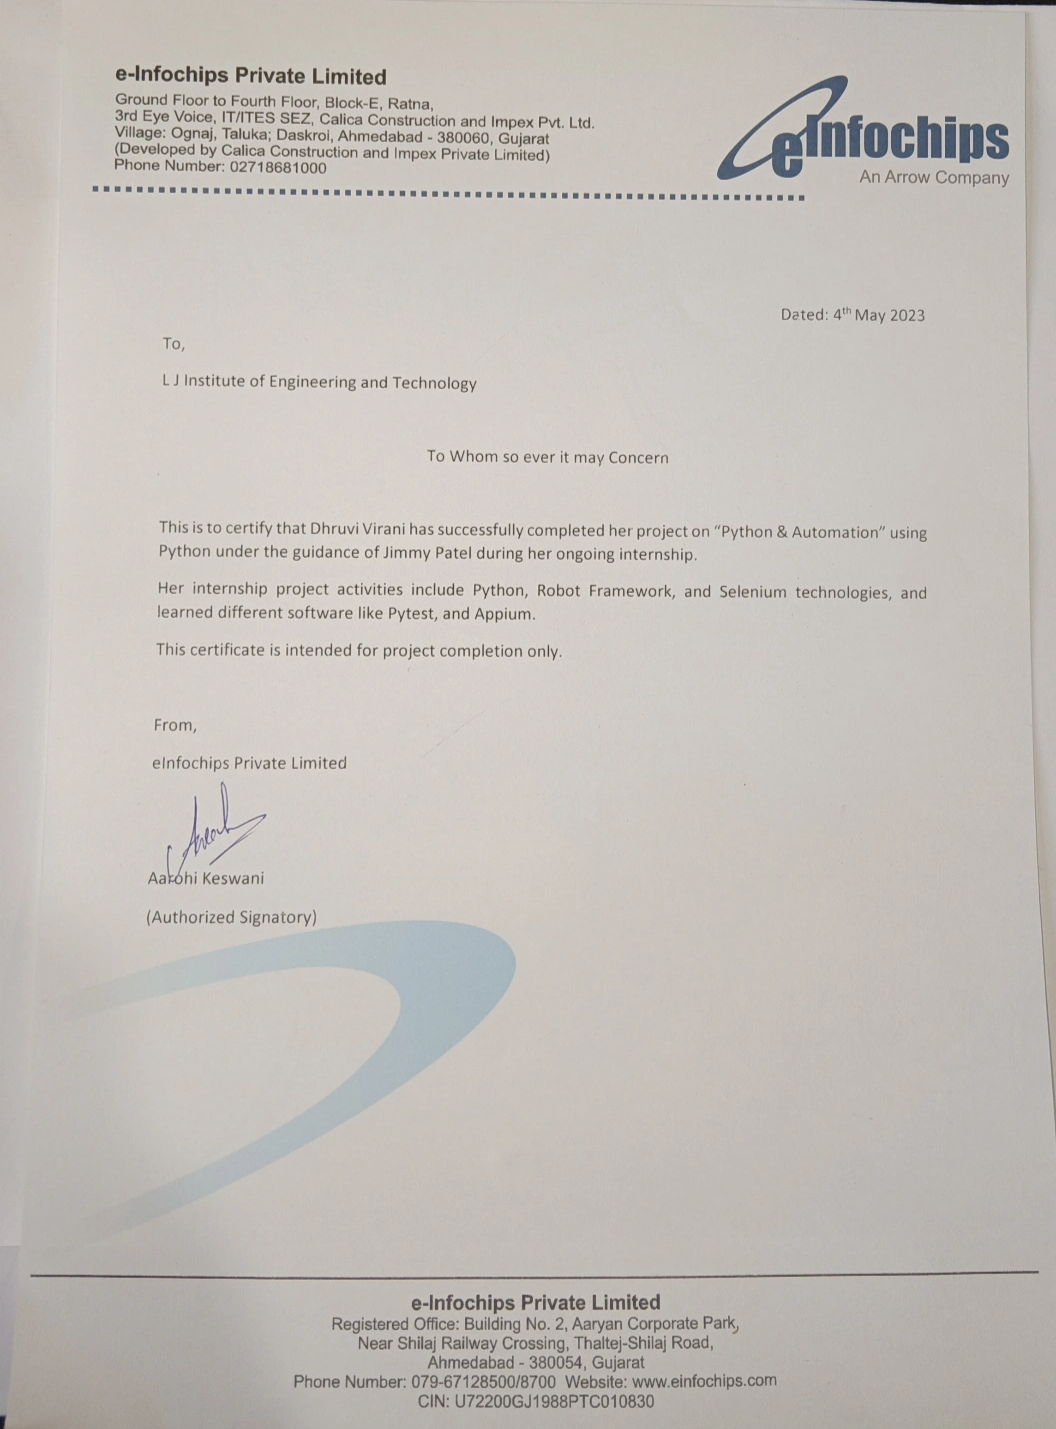 e-Infochips Private Limited
Ground Floor to Fourth Floor, Block-E, Ratna,
3rd Eye Voice, IT/ITES SEZ, Calica Construction and Impex Pvt. Ltd.
Village: Ognaj, Taluka; Daskroi, Ahmedabad - 380060, Gujarat
(Developed by Calica Construction and Impex Private Limited)
Phone Number: 02718681000
eInfochips
An Arrow Company
Dated: 4th May 2023
To,
L J Institute of Engineering and Technology
To Whom so ever it may Concern
This is to certify that Dhruvi Virani has successfully completed her project on “Python & Automation” using
Python under the guidance of Jimmy Patel during her ongoing internship.
Her internship project activities include Python, Robot Framework, and Selenium technologies, and
learned different software like Pytest, and Appium.
This certificate is intended for project completion only.
From,
eInfochips Private Limited
Aarohi Keswani
(Authorized Signatory)
e-Infochips Private Limited
Registered Office: Building No. 2, Aaryan Corporate Park,
Near Shilaj Railway Crossing, Thaltej-Shilaj Road,
Ahmedabad - 380054, Gujarat
Phone Number: 079-67128500/8700 Website: www.einfochips.com
CIN: U72200GJ1988PTC010830